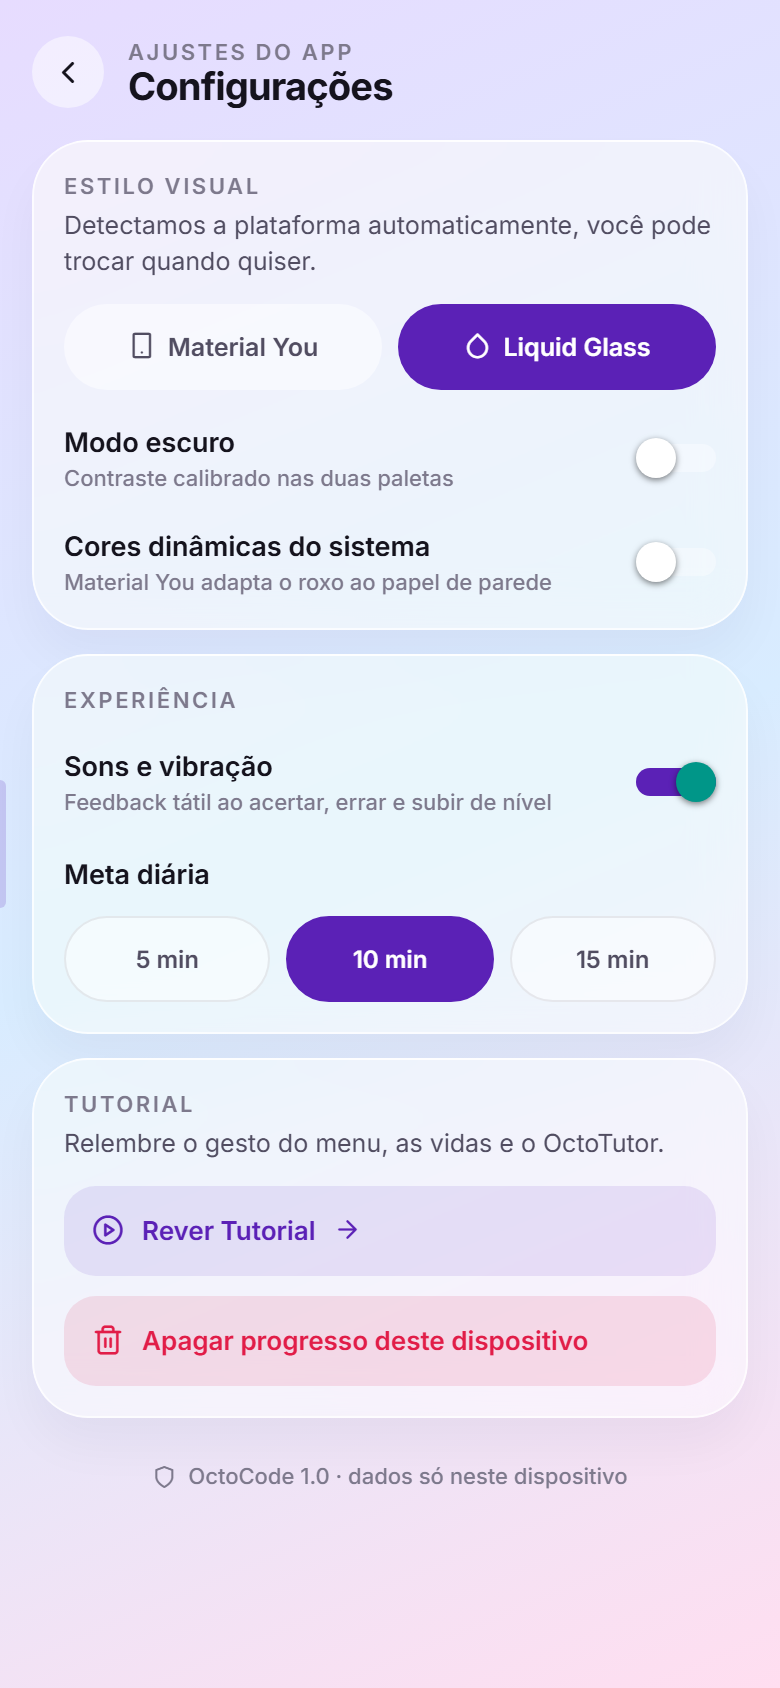 AJUSTES DO APP
Configurações
ESTILO VISUAL
Detectamos a plataforma automaticamente, você pode
trocar quando quiser.
Material You
Liquid Glass
Modo escuro
Contraste calibrado nas duas paletas
Cores dinâmicas do sistema
Material You adapta o roxo ao papel de parede
EXPERIÊNCIA
Sons e vibração
Feedback tátil ao acertar, errar e subir de nível
Meta diária
5 min
10 min
15 min
TUTORIAL
Relembre o gesto do menu, as vidas e o OctoTutor.
Rever Tutorial →
Apagar progresso deste dispositivo
OctoCode 1.0 · dados só neste dispositivo